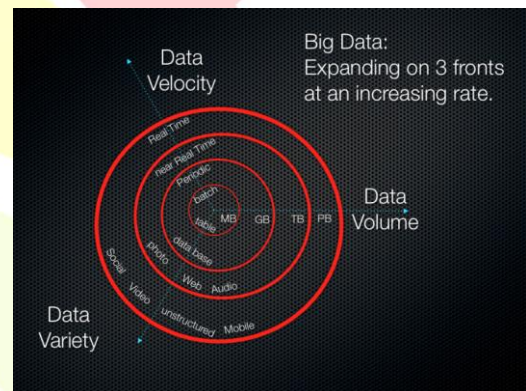 Data
Velocity
Big Data:
Expanding on 3 fronts
at an increasing rate.
Real Time
near Real Time
Periodic
batch
table
MB
GB
TB
PB
Data
Volume
data base
photo
Web
Audio
Social
Video
unstructured
Mobile
Data
Variety